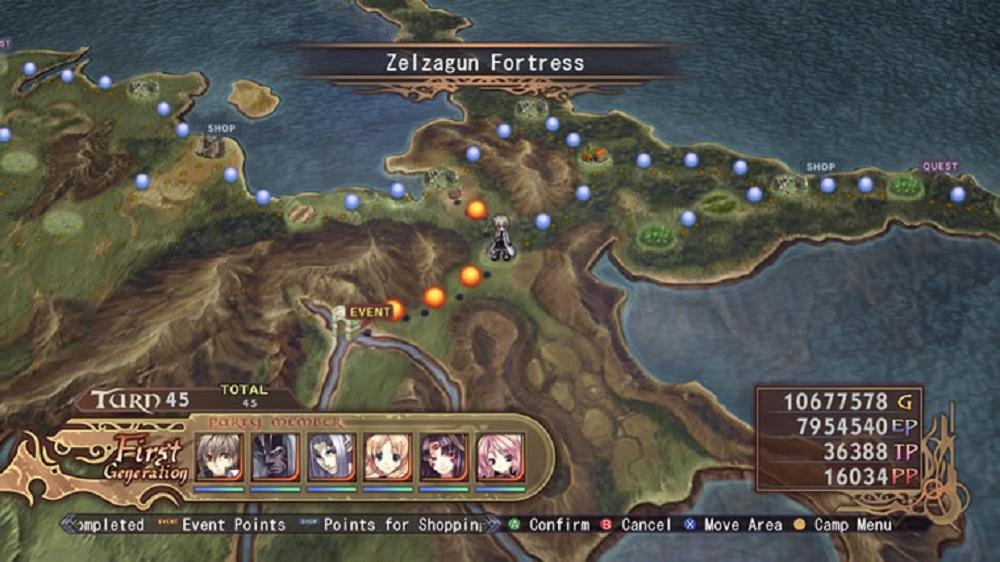 ST
Zelzagun Fortress
SHOP
SHOP
QUEST
EVENT
TURN 45
TOTAL
45
PARTY MEMBER
First
Generation
10677578 G
7954540 EP
36388 TP
16034 PP
ompleted EVENT Event Points SHOP Points for Shoppin A Confirm B Cancel X Move Area Camp Menu